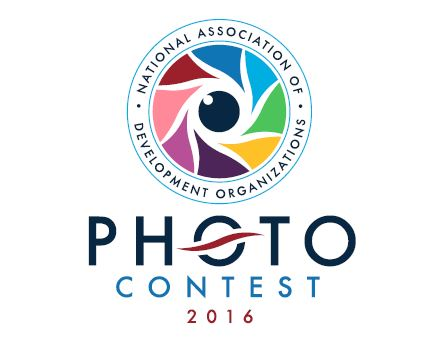 • NATIONAL ASSOCIATION OF •
DEVELOPMENT ORGANIZATIONS
PHOTO
CONTEST
2016